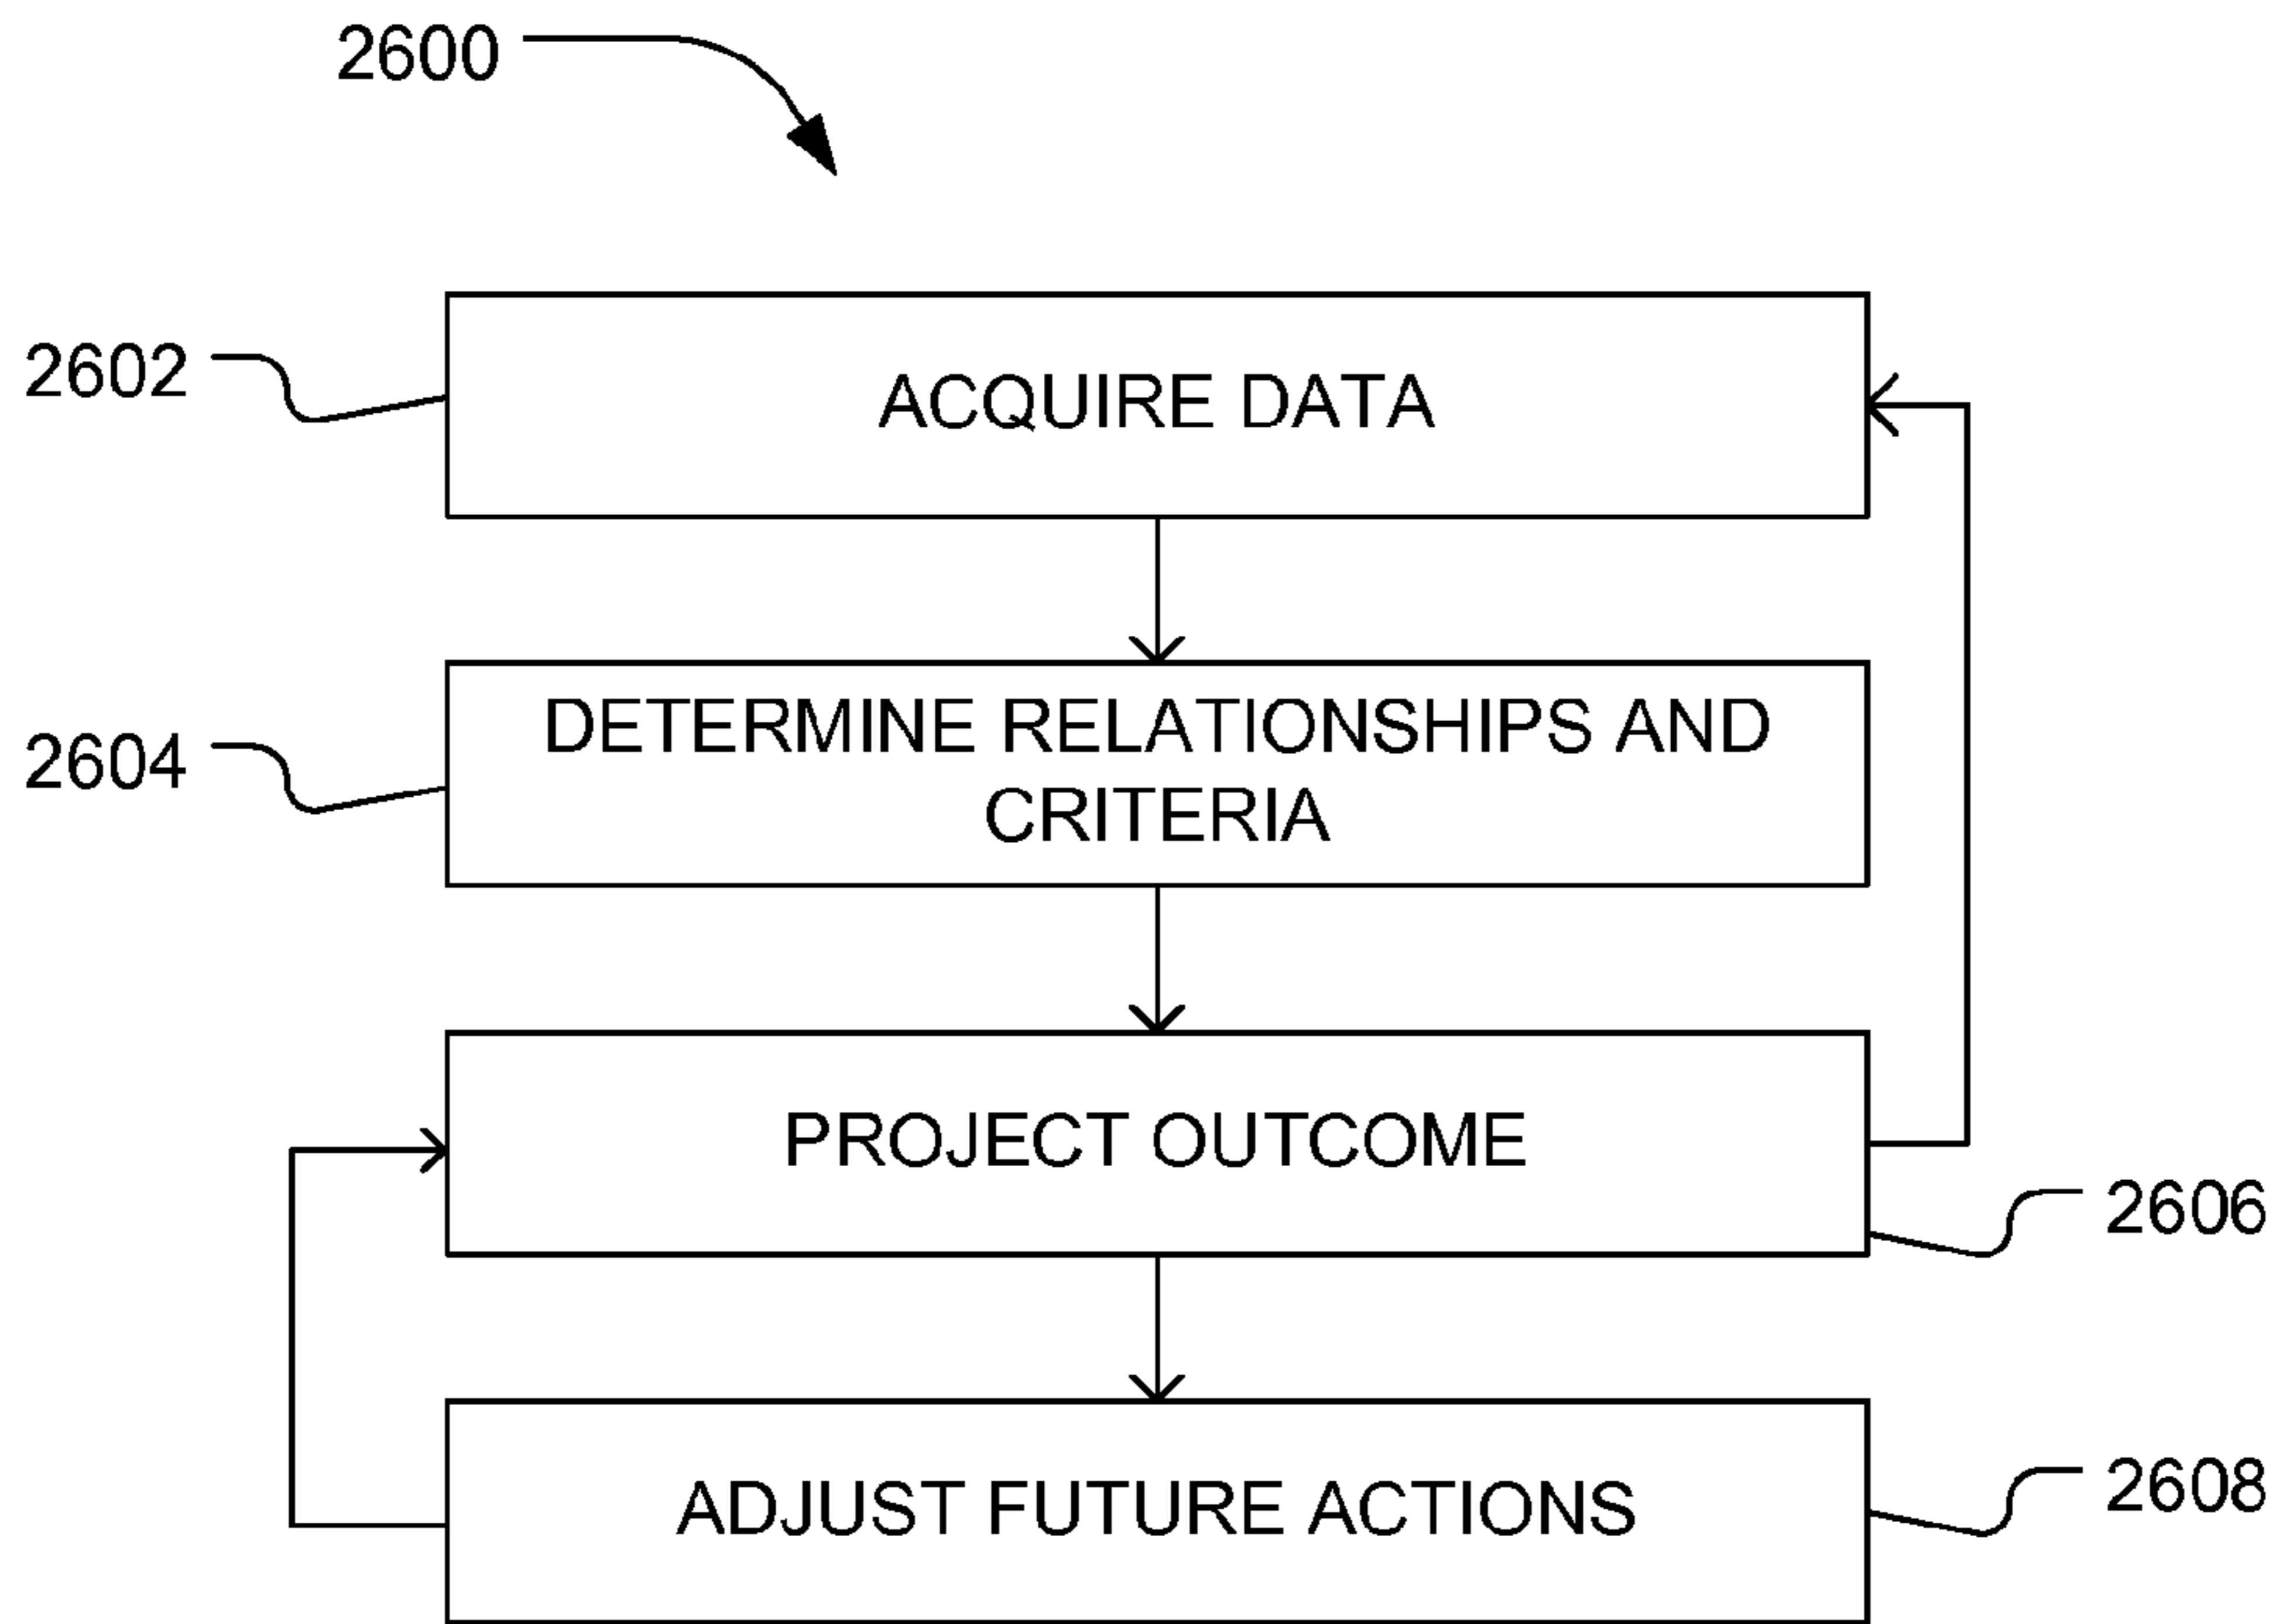 2600
2602
ACQUIRE DATA
2604
DETERMINE RELATIONSHIPS AND
CRITERIA
PROJECT OUTCOME
2606
ADJUST FUTURE ACTIONS
2608